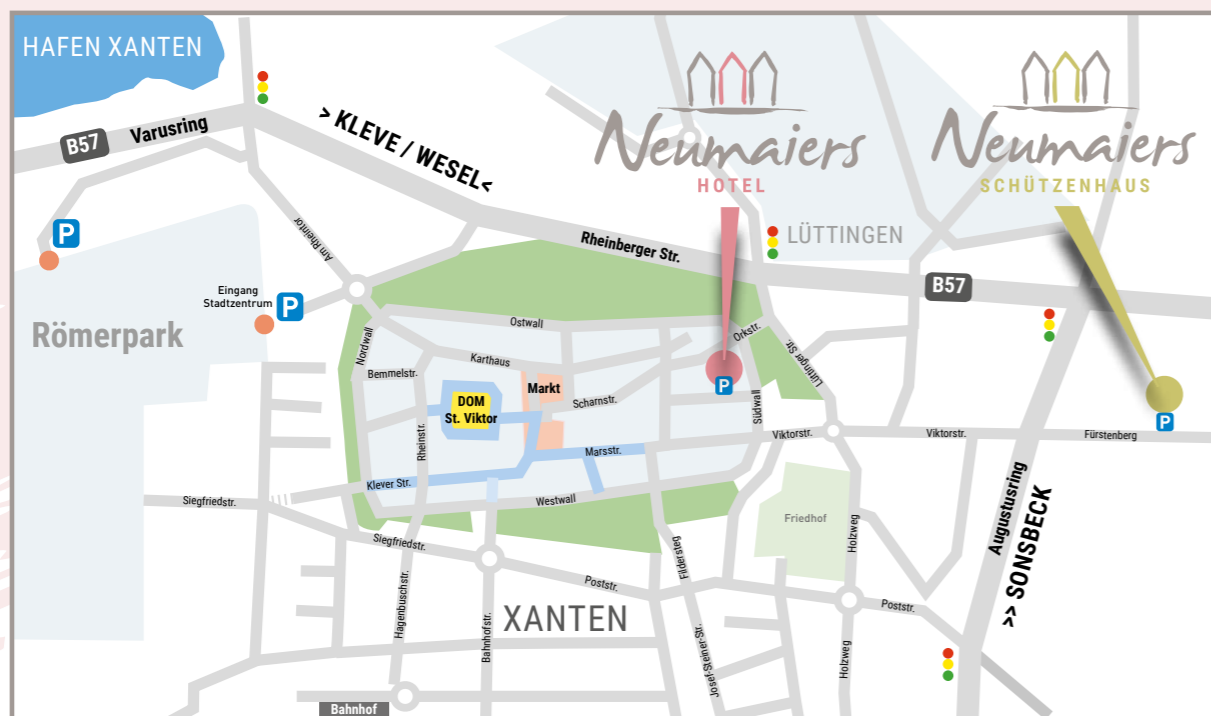 HAFEN XANTEN
B57
Varusring
> KLEVE / WESEL<
Neumaiers
HOTEL
Neumaiers
SCHÜTZENHAUS
P
Am Rheintor
Rheinberger Str.
LÜTTINGEN
B57
Eingang
Stadtzentrum
P
Römerpark
Nordwall
Ostwall
Orkstr.
Lüttinger Str.
Karthaus
Bemmelstr.
Markt
P
DOM
St. Viktor
Scharnstr.
Südwall
P
Rheinstr.
Viktorstr.
Viktorstr.
Fürstenberg
Marsstr.
Klever Str.
Westwall
Siegfriedstr.
Friedhof
Holzweg
Augustusring
>> SONSBECK
Siegfriedstr.
Fildersteg
Poststr.
Poststr.
Hagenbuschstr.
Bahnhofstr.
XANTEN
Josef-Steiner-Str.
Holzweg
Bahnhof